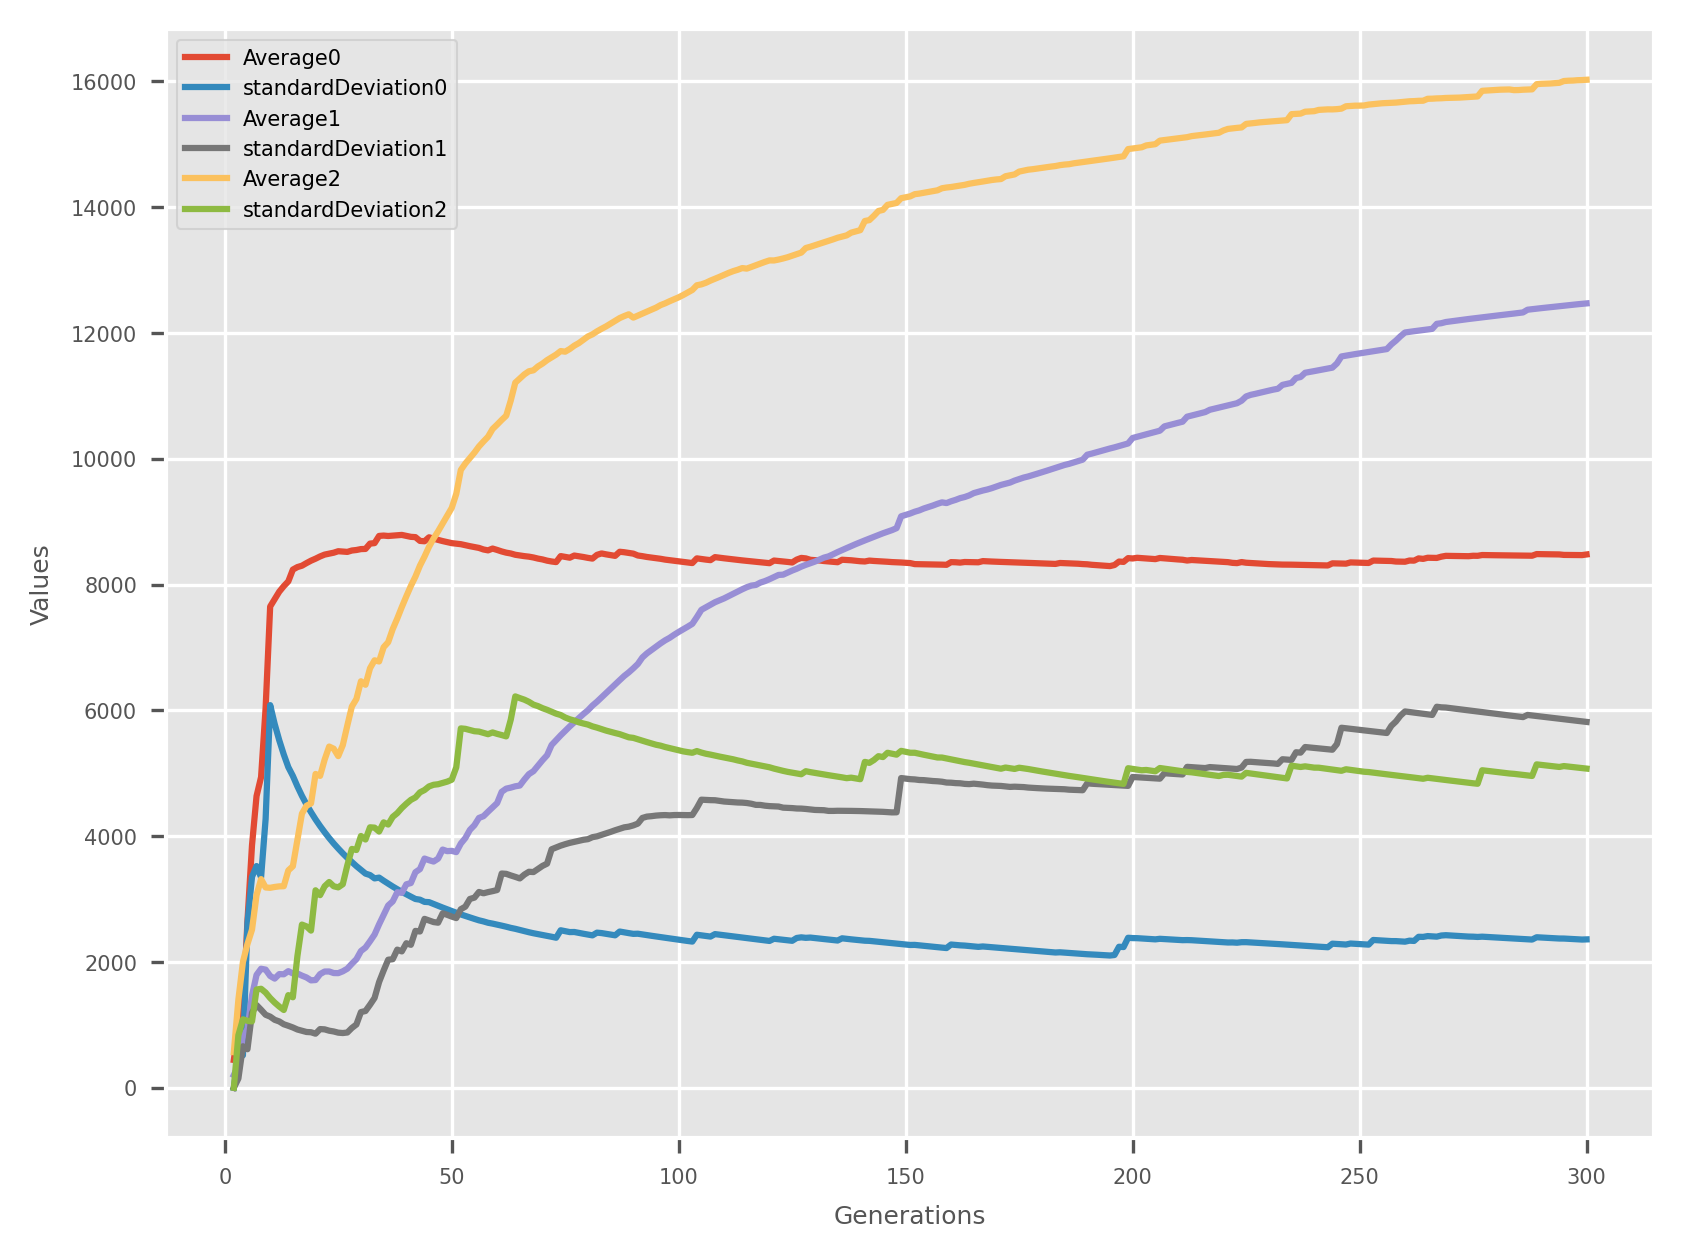 Average0
standardDeviation0
Average1
standardDeviation1
Average2
standardDeviation2
16000
14000
12000
10000
8000
6000
4000
2000
0
Values
0 50 100 150 200 250 300
Generations